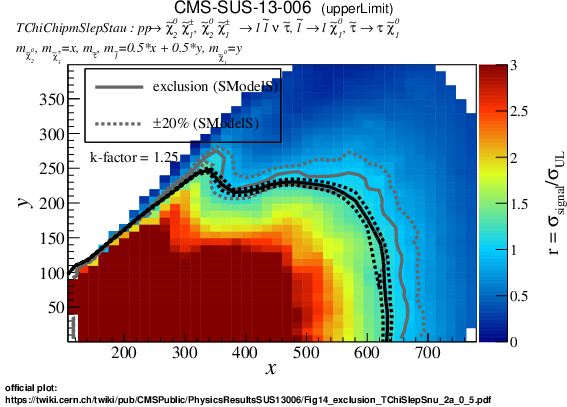 CMS-SUS-13-006 (upperLimit)
TChiChipmSlepStau : pp→ χ̃₂⁰ χ̃₁±, χ̃₂⁰ χ̃₁± → l l̃ ν τ̃, l̃ → l χ̃₁⁰, τ̃ → τ χ̃₁⁰
m_χ̃₂⁰, m_χ̃₁±=x, m_τ̃, m_l̃=0.5*x + 0.5*y, m_χ̃₁⁰=y
exclusion (SModelS)
±20% (SModelS)
k-factor = 1.25
y
350
300
250
200
150
100
50
200 300 400 500 600 700
x
3
2.5
2
1.5
1
0.5
0
r = σ_signal/σ_UL
official plot:
https://twiki.cern.ch/twiki/pub/CMSPublic/PhysicsResultsSUS13006/Fig14_exclusion_TChiSlepSnu_2a_0_5.pdf